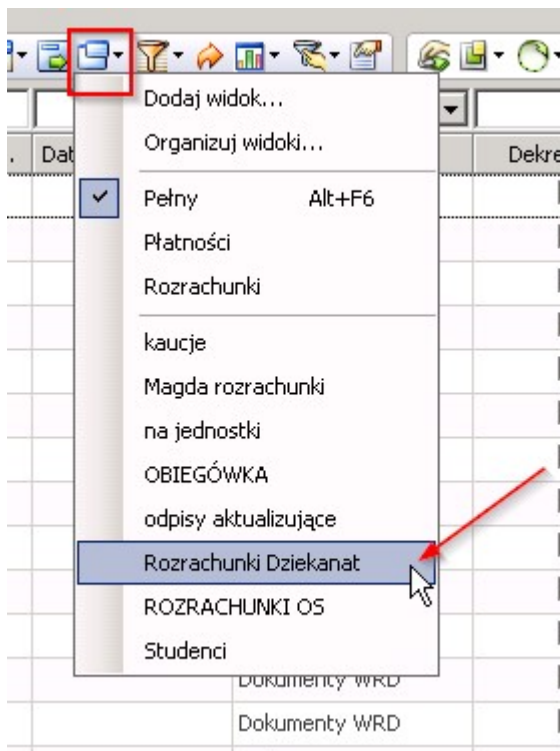 Dat
Dekre
Dodaj widok...
Organizuj widoki...
Pełny Alt+F6
Płatności
Rozrachunki
kaucje
Magda rozrachunki
na jednostki
OBIEGÓWKA
odpisy aktualizujące
Rozrachunki Dziekanat
ROZRACHUNKI OS
Studenci
Dokumenty WRD
Dokumenty WRD